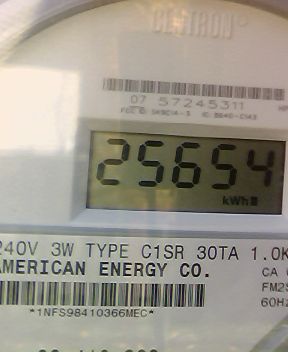 CENTRON®
07 57245311
25654
kWh
240V 3W TYPE C1SR 30TA 1.0K
AMERICAN ENERGY CO.
CA
FM2S
60Hz
*1NFS98410366MEC*